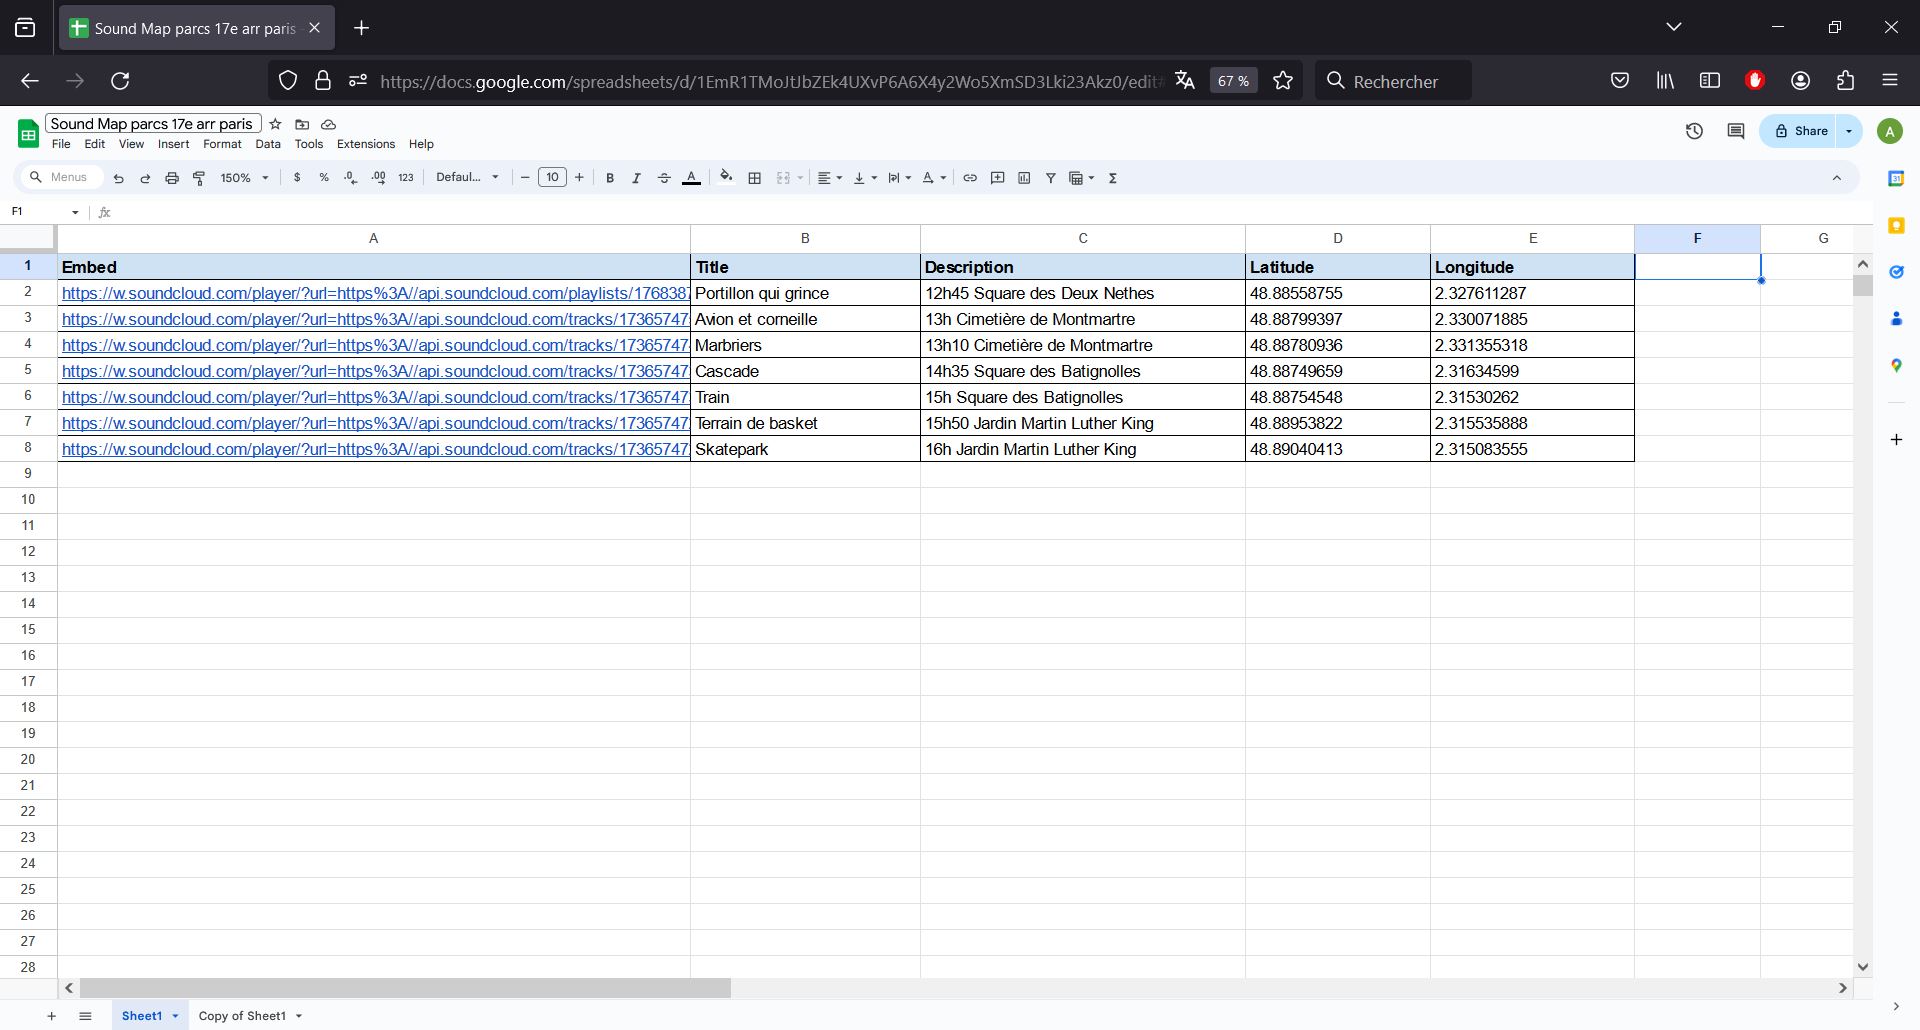 Sound Map parcs 17e arr paris
https://docs.google.com/spreadsheets/d/1EmR1TMoJtJbZEk4UXvP6A6X4y2Wo5XmSD3Lki23Akz0/edit#
67 %
Rechercher
Sound Map parcs 17e arr paris
File Edit View Insert Format Data Tools Extensions Help
Share
A
Menus
150%
$ % .0 .00 123
Defaul...
10
B I A
31
F1
fx
A B C D E F G
1 Embed Title Description Latitude Longitude
2 https://w.soundcloud.com/player/?url=https%3A//api.soundcloud.com/playlists/176838 Portillon qui grince 12h45 Square des Deux Nethes 48.88558755 2.327611287
3 https://w.soundcloud.com/player/?url=https%3A//api.soundcloud.com/tracks/17365747 Avion et corneille 13h Cimetière de Montmartre 48.88799397 2.330071885
4 https://w.soundcloud.com/player/?url=https%3A//api.soundcloud.com/tracks/17365747 Marbriers 13h10 Cimetière de Montmartre 48.88780936 2.331355318
5 https://w.soundcloud.com/player/?url=https%3A//api.soundcloud.com/tracks/17365747 Cascade 14h35 Square des Batignolles 48.88749659 2.31634599
6 https://w.soundcloud.com/player/?url=https%3A//api.soundcloud.com/tracks/17365747 Train 15h Square des Batignolles 48.88754548 2.31530262
7 https://w.soundcloud.com/player/?url=https%3A//api.soundcloud.com/tracks/17365747 Terrain de basket 15h50 Jardin Martin Luther King 48.88953822 2.315535888
8 https://w.soundcloud.com/player/?url=https%3A//api.soundcloud.com/tracks/17365747 Skatepark 16h Jardin Martin Luther King 48.89040413 2.315083555
9
10
11
12
13
14
15
16
17
18
19
20
21
22
23
24
25
26
27
28
Sheet1 Copy of Sheet1